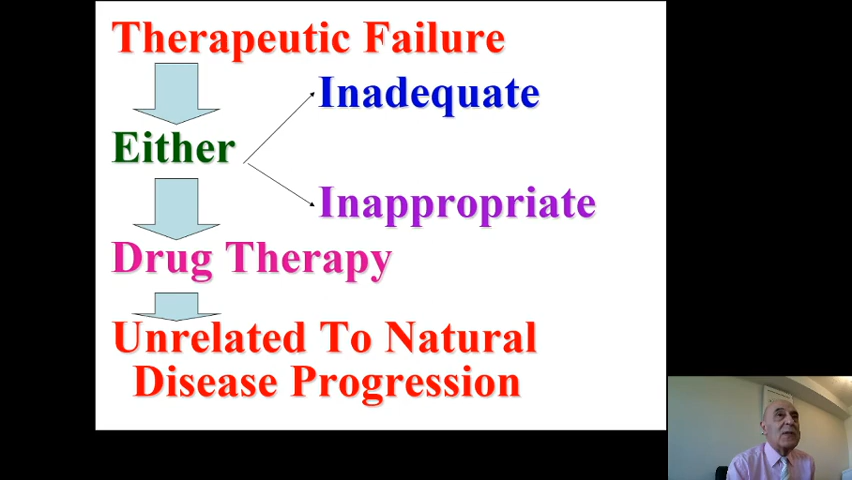 Therapeutic Failure
Inadequate
Either
Inappropriate
Drug Therapy
Unrelated To Natural
Disease Progression